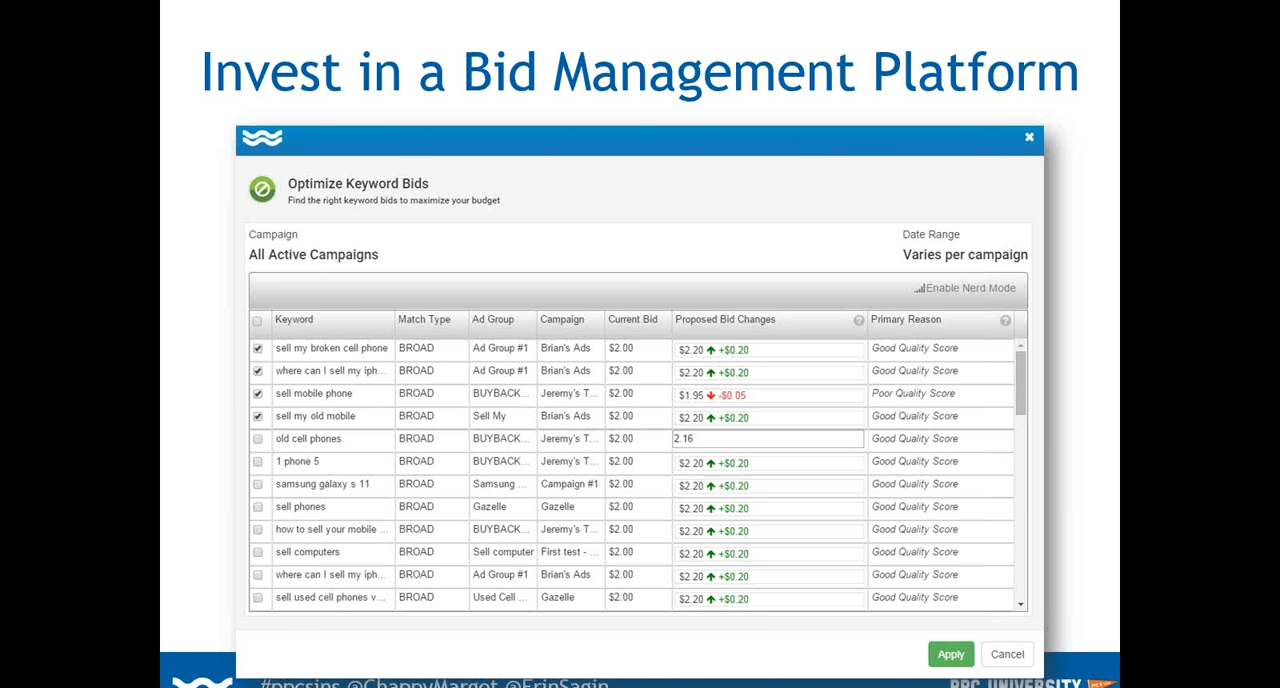 Invest in a Bid Management Platform
Optimize Keyword Bids
Find the right keyword bids to maximize your budget
Campaign Date Range
All Active Campaigns Varies per campaign
Enable Nerd Mode
Keyword Match Type Ad Group Campaign Current Bid Proposed Bid Changes ? Primary Reason ?
sell my broken cell phone BROAD Ad Group #1 Brian's Ads $2.00 $2.20 +$0.20 Good Quality Score
where can I sell my iph... BROAD Ad Group #1 Brian's Ads $2.00 $2.20 +$0.20 Good Quality Score
sell mobile phone BROAD BUYBACK... Jeremy's T... $2.00 $1.95 -$0.05 Poor Quality Score
sell my old mobile BROAD Sell My Brian's Ads $2.00 $2.20 +$0.20 Good Quality Score
old cell phones BROAD BUYBACK... Jeremy's T... $2.00 2.16 Good Quality Score
1 phone 5 BROAD BUYBACK... Jeremy's T... $2.00 $2.20 +$0.20 Good Quality Score
samsung galaxy s 11 BROAD Samsung ... Campaign #1 $2.00 $2.20 +$0.20 Good Quality Score
sell phones BROAD Gazelle Gazelle $2.00 $2.20 +$0.20 Good Quality Score
how to sell your mobile ... BROAD BUYBACK... Jeremy's T... $2.00 $2.20 +$0.20 Good Quality Score
sell computers BROAD Sell computer First test - ... $2.00 $2.20 +$0.20 Good Quality Score
where can I sell my iph... BROAD Ad Group #1 Brian's Ads $2.00 $2.20 +$0.20 Good Quality Score
sell used cell phones v... BROAD Used Cell ... Gazelle $2.00 $2.20 +$0.20 Good Quality Score
Apply Cancel
#ppcsins @ChappyMargot @ErinSagin PPC UNIVERSITY